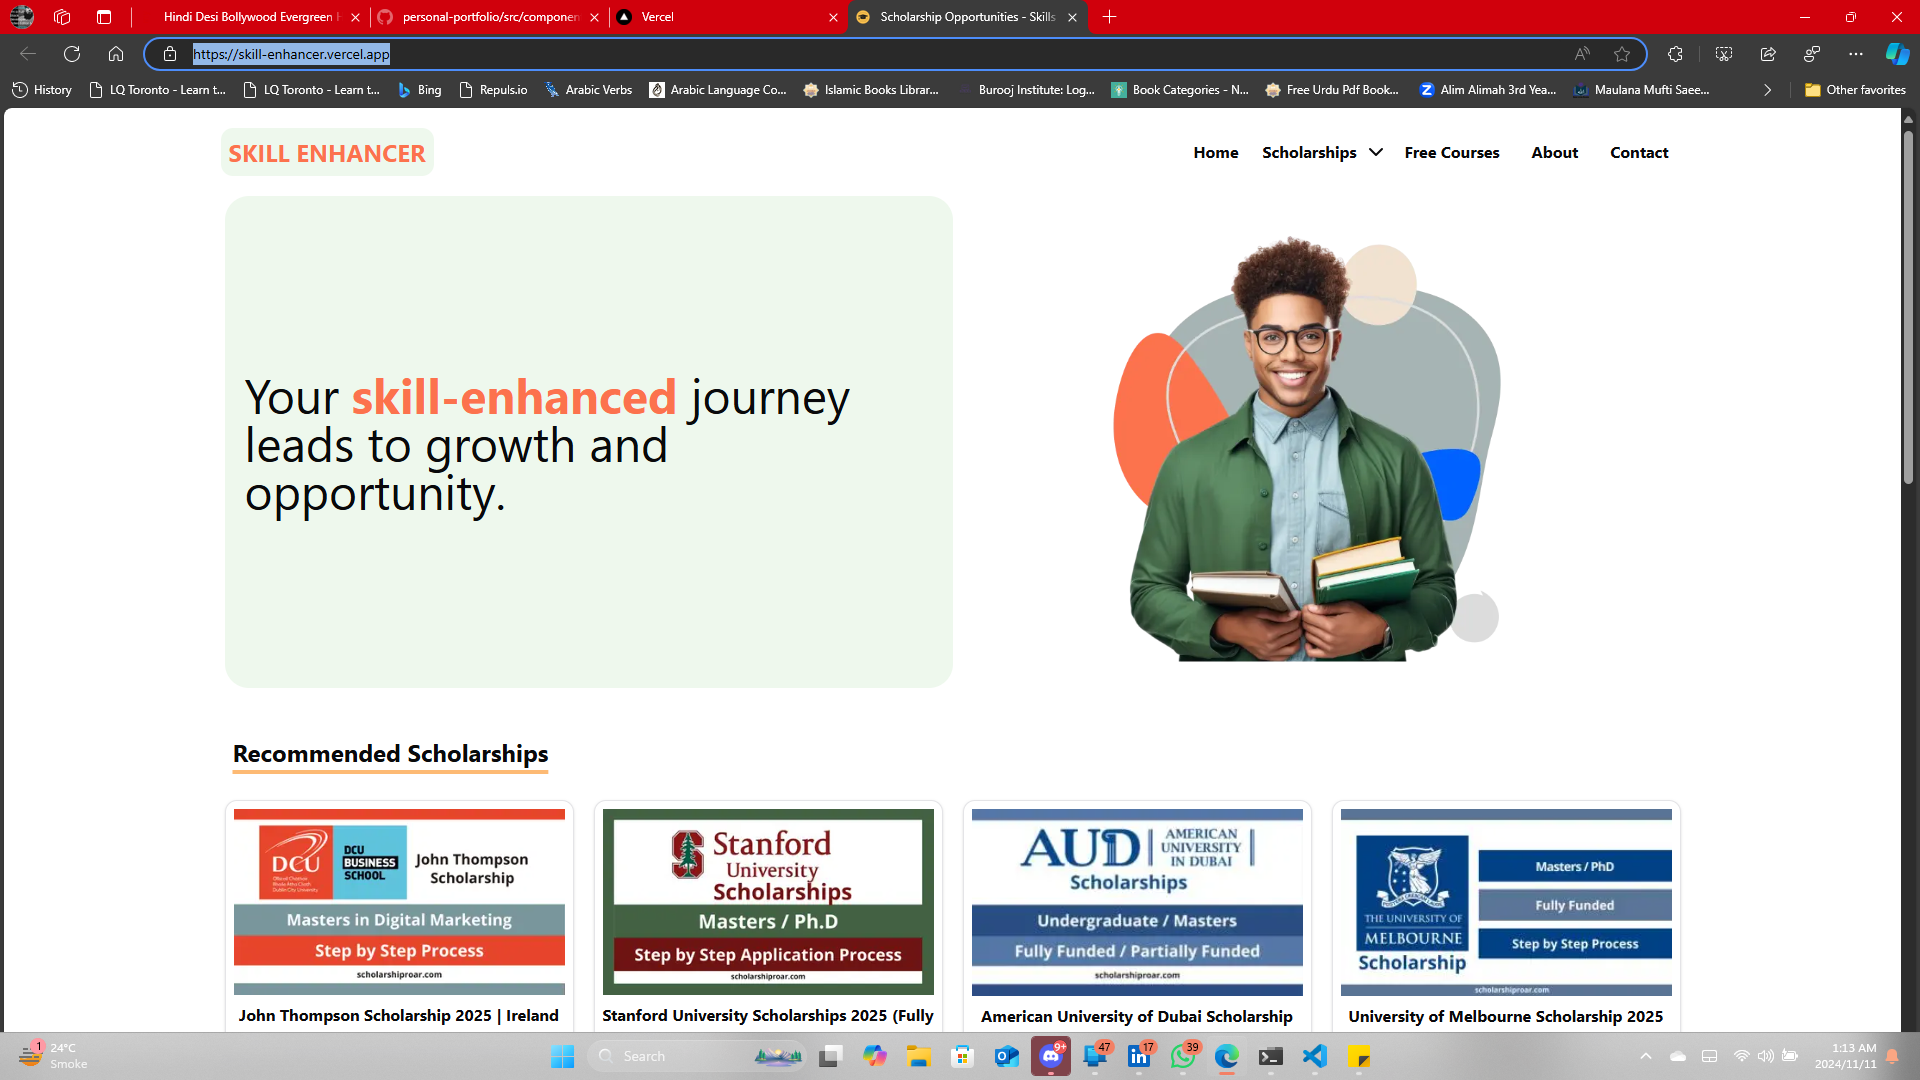 Hindi Desi Bollywood Evergreen
personal-portfolio/src/componen
Vercel
Scholarship Opportunities - Skills
https://skill-enhancer.vercel.app
History
LQ Toronto - Learn t...
LQ Toronto - Learn t...
Bing
Repuls.io
Arabic Verbs
Arabic Language Co...
Islamic Books Librar...
Burooj Institute: Log...
Book Categories - N...
Free Urdu Pdf Book...
Alim Alimah 3rd Yea...
Maulana Mufti Saee...
Other favorites
SKILL ENHANCER
Home
Scholarships
Free Courses
About
Contact
Your skill-enhanced journey
leads to growth and
opportunity.
Recommended Scholarships
DCU
DCU
BUSINESS
SCHOOL
John Thompson
Scholarship
Masters in Digital Marketing
Step by Step Process
scholarshiproar.com
John Thompson Scholarship 2025 | Ireland
Stanford
University
Scholarships
Masters / Ph.D
Step by Step Application Process
scholarshiproar.com
Stanford University Scholarships 2025 (Fully
AUD
AMERICAN
UNIVERSITY
IN DUBAI
Scholarships
Undergraduate / Masters
Fully Funded / Partially Funded
scholarshiproar.com
American University of Dubai Scholarship
THE UNIVERSITY OF
MELBOURNE
Scholarship
Masters / PhD
Fully Funded
Step by Step Process
scholarshiproar.com
University of Melbourne Scholarship 2025
1
24°C
Smoke
Search
9+
47
17
39
1:13 AM
2024/11/11